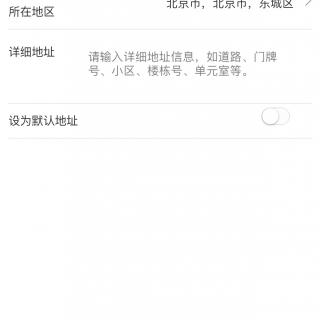 北京市，北京市，东城区
所在地区
详细地址
请输入详细地址信息，如道路、门牌
号、小区、楼栋号、单元室等。
设为默认地址